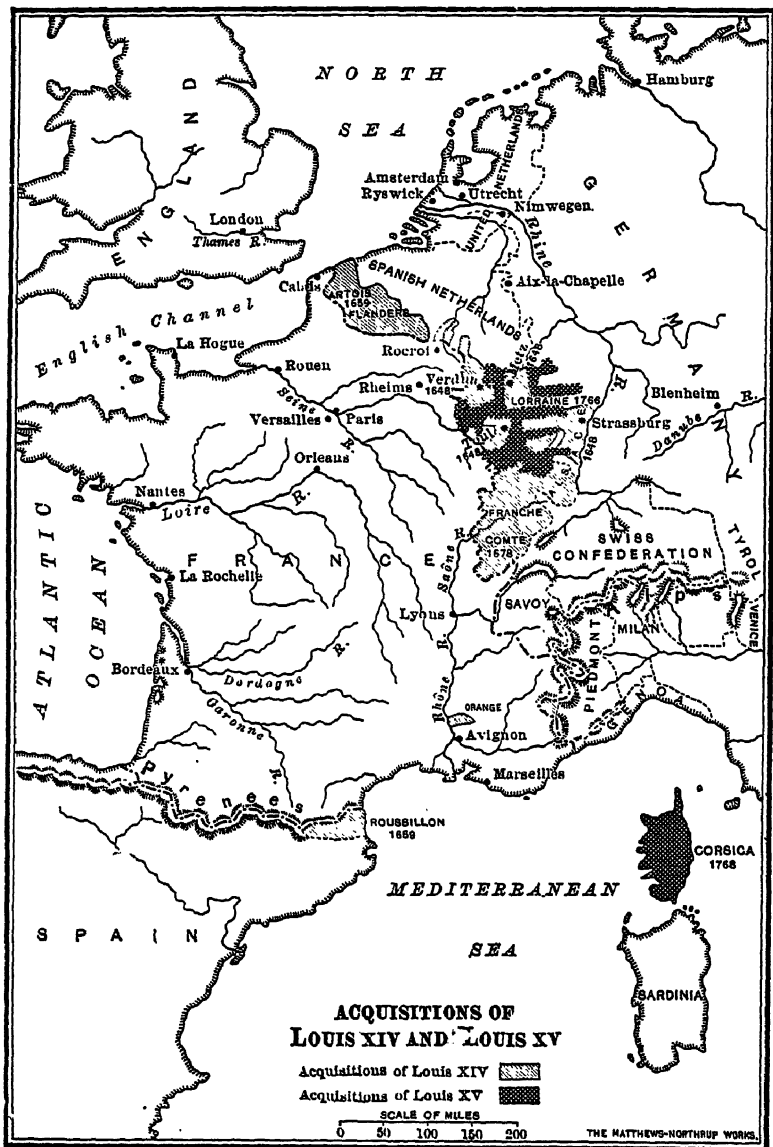 NORTH
SEA
Hamburg
ENGLAND
NETHERLANDS
Amsterdam
Ryswick
Utrecht
Nimwegen
UNITED
GERMANY
London
Thames R.
Rhine
R.
Calais
SPANISH NETHERLANDS
Aix-la-Chapelle
ARTOIS
1659
FLANDERS
English Channel
La Hogue
Rocroi
Rouen
Metz
1648
Rheims
Verdun
1648
LORRAINE 1766
Blenheim
Seine
R.
Versailles
Paris
Toul
1648
Strassburg
ALSACE
1648
Danube R.
Orleans
Nantes
Loire R.
FRANCHE
COMTE
1678
SWISS
CONFEDERATION
TYROL
FRANCE
Saône R.
La Rochelle
ATLANTIC
OCEAN
Lyons
SAVOY
Alps
MILAN
VENICE
PIEDMONT
Bordeaux
Dordogne R.
Garonne R.
Rhône R.
ORANGE
GENOA
Avignon
Marseilles
Pyrenees
ROUSSILLON
1659
CORSICA
1768
MEDITERRANEAN
SEA
SPAIN
SARDINIA
ACQUISITIONS OF
LOUIS XIV AND LOUIS XV
Acquisitions of Louis XIV
Acquisitions of Louis XV
SCALE OF MILES
0 50 100 150 200
THE MATTHEWS-NORTHRUP WORKS.